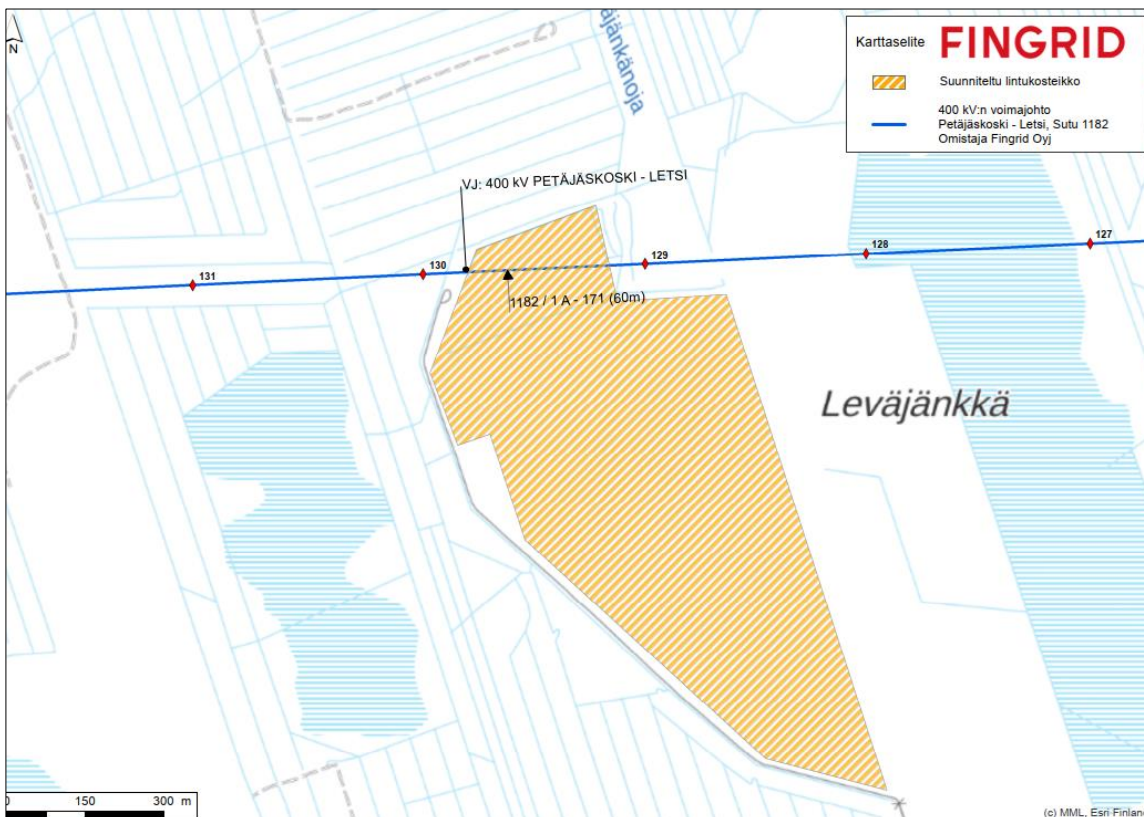 N
Karttaselite
FINGRID
Suunniteltu lintukosteikko
400 kV:n voimajohto
Petäjäskoski - Letsi, Sutu 1182
Omistaja Fingrid Oyj
äjänkänoja
VJ: 400 kV PETÄJÄSKOSKI - LETSI
131
130
129
128
127
1182 / 1 A - 171 (60m)
Leväjänkkä
0 150 300 m
(c) MML, Esri Finland